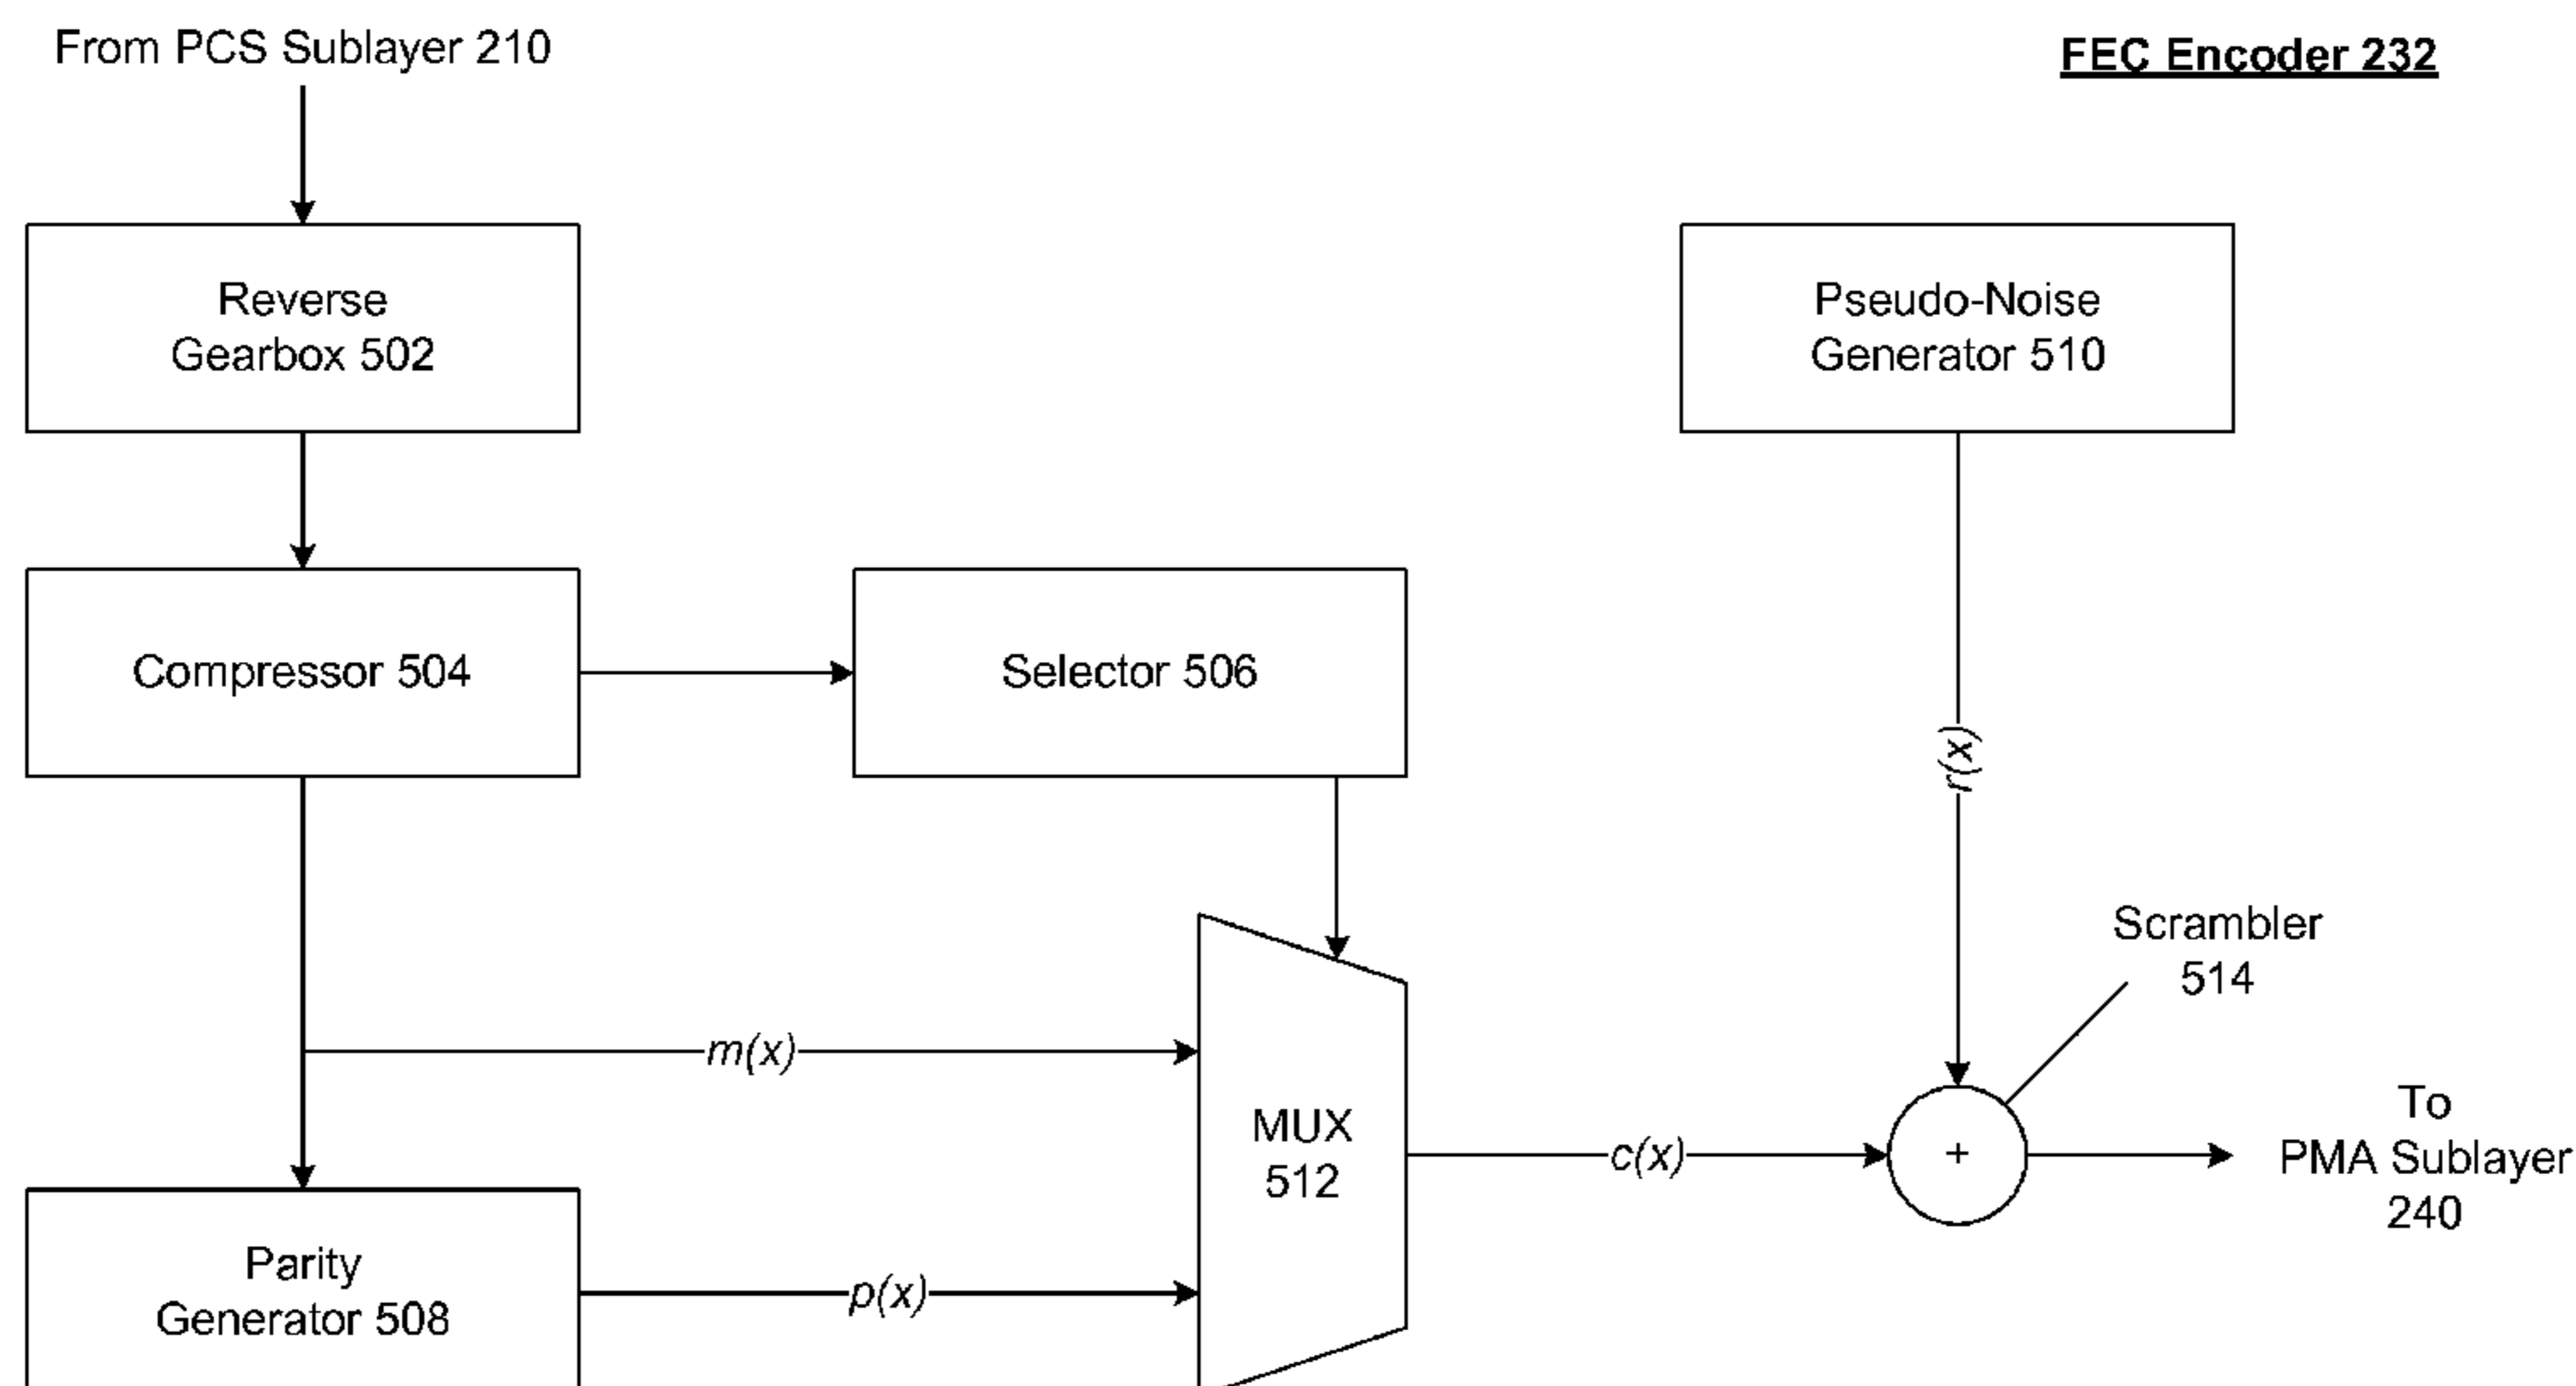 From PCS Sublayer 210
FEC Encoder 232
Reverse
Gearbox 502
Pseudo-Noise
Generator 510
Compressor 504
Selector 506
r(x)
Scrambler
514
m(x)
MUX
512
c(x)
+
To
PMA Sublayer
240
Parity
Generator 508
p(x)